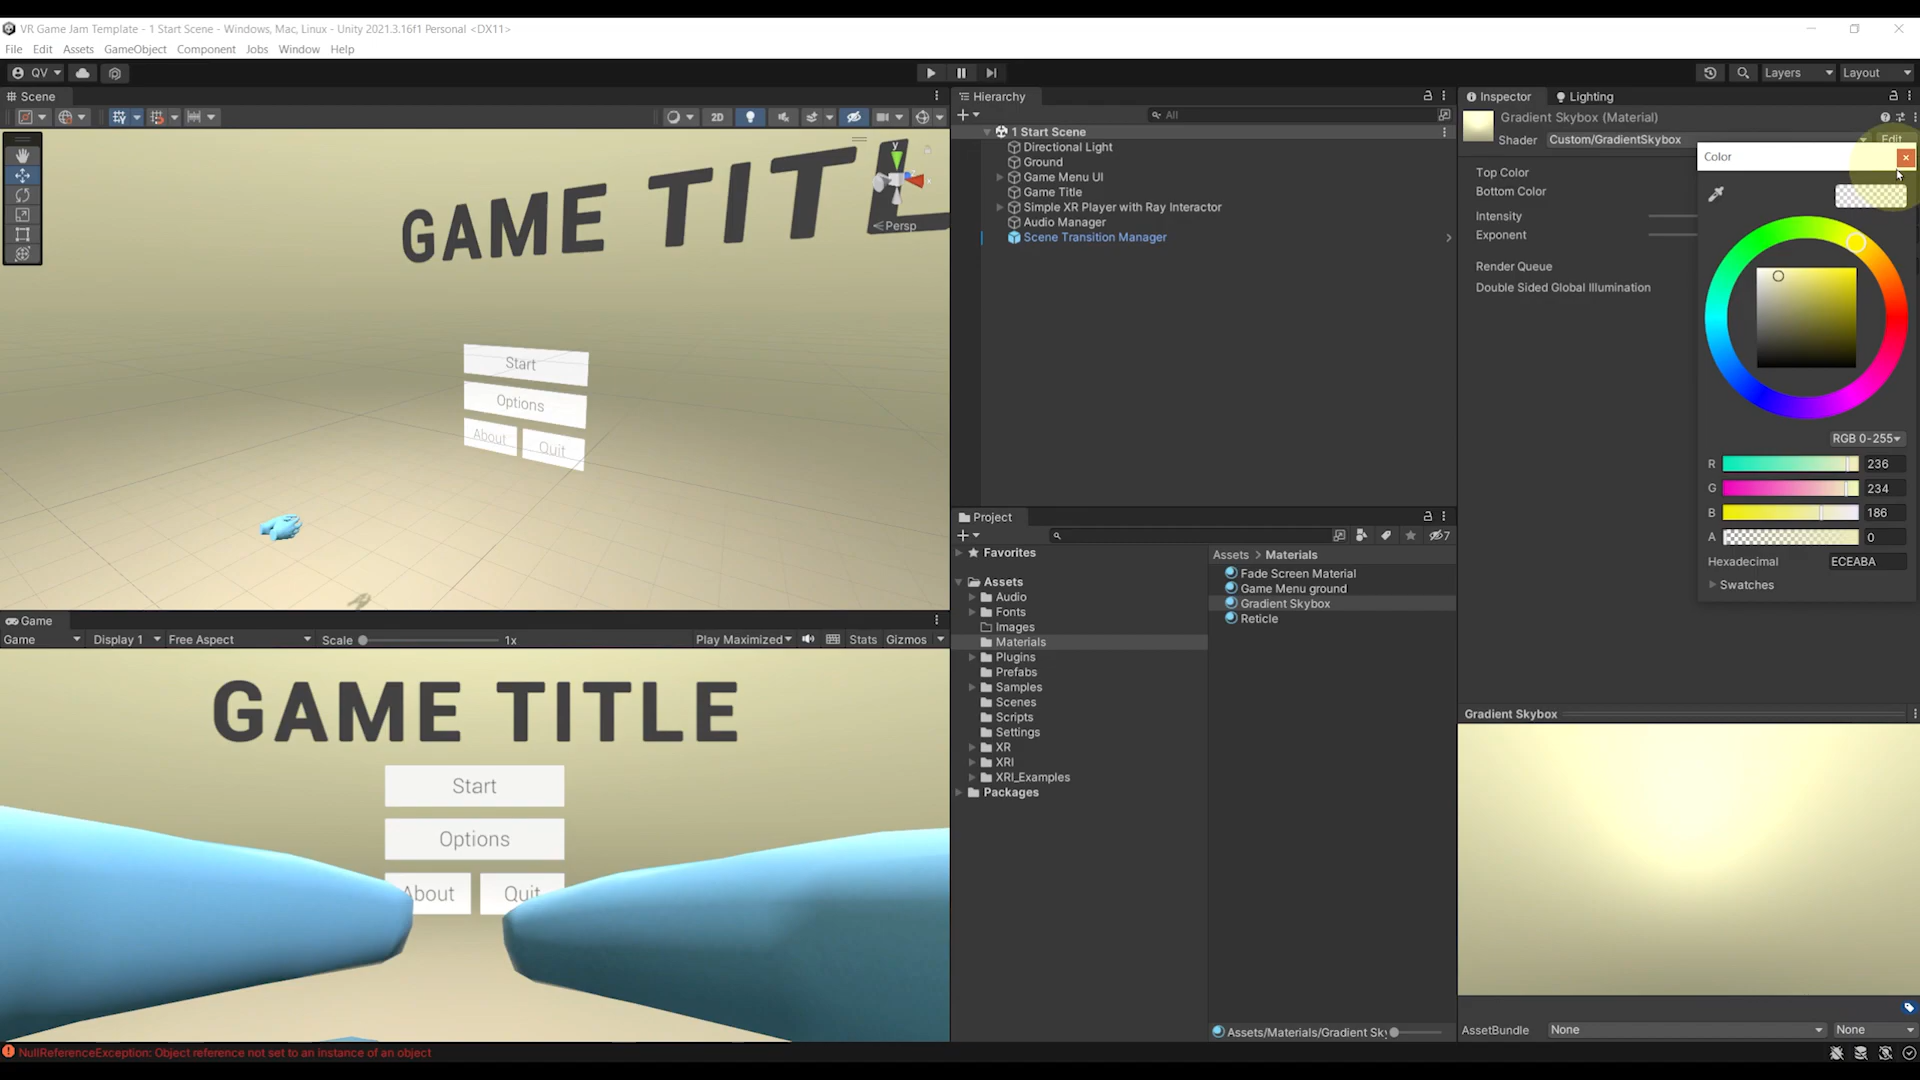 VR Game Jam Template - 1 Start Scene - Windows, Mac, Linux - Unity 2021.3.16f1 Personal <DX11>
File Edit Assets GameObject Component Jobs Window Help
QV Layers Layout
Scene
2D
GAME TITL
y
Persp
Start
Options
About Quit
Game
Game Display 1 Free Aspect Scale 1x Play Maximized Stats Gizmos
GAME TITLE
Start
Options
About Quit
NullReferenceException: Object reference not set to an instance of an object
Hierarchy
All
1 Start Scene
Directional Light
Ground
Game Menu UI
Game Title
Simple XR Player with Ray Interactor
Audio Manager
Scene Transition Manager
Project
7
Favorites
Assets
Audio
Fonts
Images
Materials
Plugins
Prefabs
Samples
Scenes
Scripts
Settings
XR
XRI
XRI_Examples
Packages
Assets > Materials
Fade Screen Material
Game Menu ground
Gradient Skybox
Reticle
Assets/Materials/Gradient Sky
Inspector Lighting
Gradient Skybox (Material)
Shader Custom/GradientSkybox Edit
Top Color
Bottom Color
Intensity
Exponent
Render Queue
Double Sided Global Illumination
Color
RGB 0-255
R 236
G 234
B 186
A 0
Hexadecimal ECEABA
Swatches
Gradient Skybox
AssetBundle None None